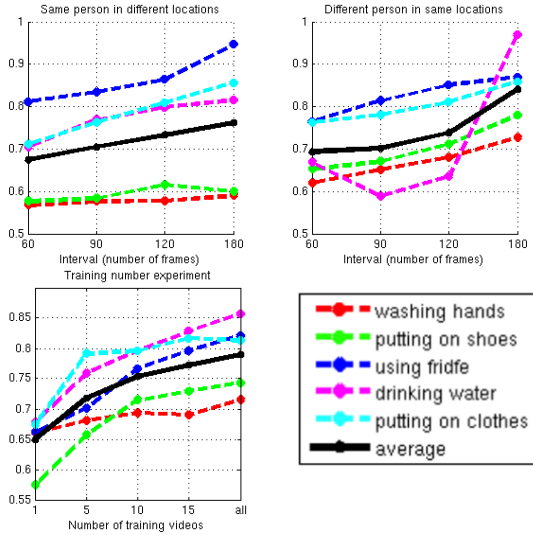 Same person in different locations
1
0.9
0.8
0.7
0.6
0.5
60 90 120 180
Interval (number of frames)
Different person in same locations
1
0.9
0.8
0.7
0.6
0.5
60 90 120 180
Interval (number of frames)
Training number experiment
0.85
0.8
0.75
0.7
0.65
0.6
0.55
1 5 10 15 all
Number of training videos
washing hands
putting on shoes
using fridfe
drinking water
putting on clothes
average